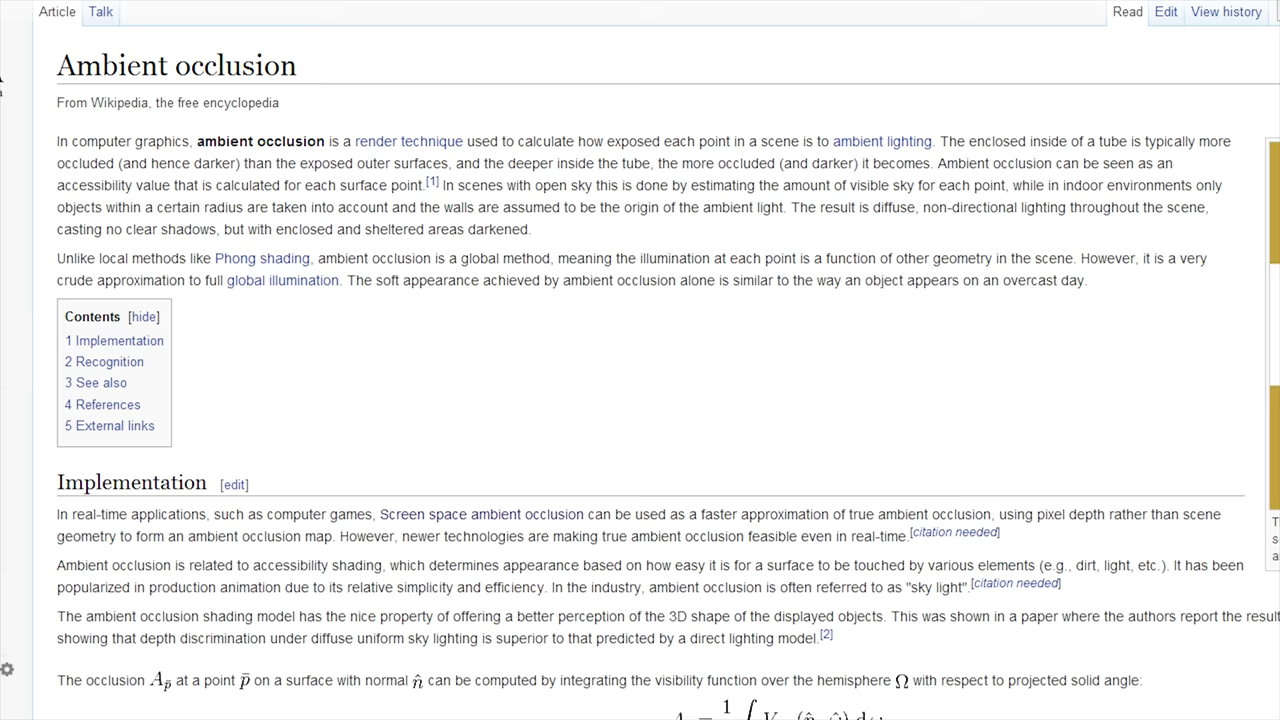 Article Talk Read Edit View history
Ambient occlusion
From Wikipedia, the free encyclopedia
In computer graphics, ambient occlusion is a render technique used to calculate how exposed each point in a scene is to ambient lighting. The enclosed inside of a tube is typically more
occluded (and hence darker) than the exposed outer surfaces, and the deeper inside the tube, the more occluded (and darker) it becomes. Ambient occlusion can be seen as an
accessibility value that is calculated for each surface point.[1] In scenes with open sky this is done by estimating the amount of visible sky for each point, while in indoor environments only
objects within a certain radius are taken into account and the walls are assumed to be the origin of the ambient light. The result is diffuse, non-directional lighting throughout the scene,
casting no clear shadows, but with enclosed and sheltered areas darkened.
Unlike local methods like Phong shading, ambient occlusion is a global method, meaning the illumination at each point is a function of other geometry in the scene. However, it is a very
crude approximation to full global illumination. The soft appearance achieved by ambient occlusion alone is similar to the way an object appears on an overcast day.
Contents [hide]
1 Implementation
2 Recognition
3 See also
4 References
5 External links
Implementation [edit]
In real-time applications, such as computer games, Screen space ambient occlusion can be used as a faster approximation of true ambient occlusion, using pixel depth rather than scene
geometry to form an ambient occlusion map. However, newer technologies are making true ambient occlusion feasible even in real-time.[citation needed]
Ambient occlusion is related to accessibility shading, which determines appearance based on how easy it is for a surface to be touched by various elements (e.g., dirt, light, etc.). It has been
popularized in production animation due to its relative simplicity and efficiency. In the industry, ambient occlusion is often referred to as "sky light".[citation needed]
The ambient occlusion shading model has the nice property of offering a better perception of the 3D shape of the displayed objects. This was shown in a paper where the authors report the result
showing that depth discrimination under diffuse uniform sky lighting is superior to that predicted by a direct lighting model.[2]
The occlusion A_p̄ at a point p̄ on a surface with normal n̂ can be computed by integrating the visibility function over the hemisphere Ω with respect to projected solid angle: